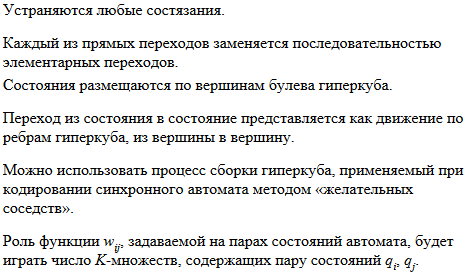 Устраняются любые состязания.
Каждый из прямых переходов заменяется последовательностью
элементарных переходов.
Состояния размещаются по вершинам булева гиперкуба.
Переход из состояния в состояние представляется как движение по
ребрам гиперкуба, из вершины в вершину.
Можно использовать процесс сборки гиперкуба, применяемый при
кодировании синхронного автомата методом «желательных
соседств».
Роль функции wij, задаваемой на парах состояний автомата, будет
играть число K-множеств, содержащих пару состояний qi, qj.